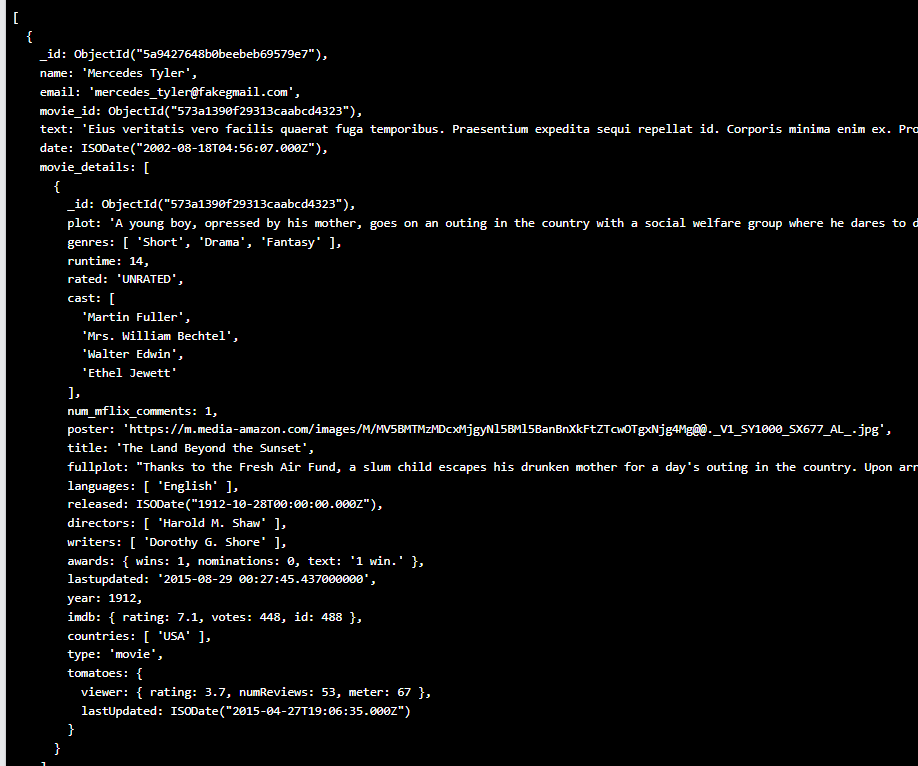 [
  {
    _id: ObjectId("5a9427648b0beebeb69579e7"),
    name: 'Mercedes Tyler',
    email: 'mercedes_tyler@fakegmail.com',
    movie_id: ObjectId("573a1390f29313caabcd4323"),
    text: 'Eius veritatis vero facilis quaerat fuga temporibus. Praesentium expedita sequi repellat id. Corporis minima enim ex. Pro
    date: ISODate("2002-08-18T04:56:07.000Z"),
    movie_details: [
      {
        _id: ObjectId("573a1390f29313caabcd4323"),
        plot: 'A young boy, opressed by his mother, goes on an outing in the country with a social welfare group where he dares to d
        genres: [ 'Short', 'Drama', 'Fantasy' ],
        runtime: 14,
        rated: 'UNRATED',
        cast: [
          'Martin Fuller',
          'Mrs. William Bechtel',
          'Walter Edwin',
          'Ethel Jewett'
        ],
        num_mflix_comments: 1,
        poster: 'https://m.media-amazon.com/images/M/MV5BMTMzMDcxMjgyNl5BMl5BanBnXkFtZTcwOTgxNjg4Mg@@._V1_SY1000_SX677_AL_.jpg',
        title: 'The Land Beyond the Sunset',
        fullplot: "Thanks to the Fresh Air Fund, a slum child escapes his drunken mother for a day's outing in the country. Upon arr
        languages: [ 'English' ],
        released: ISODate("1912-10-28T00:00:00.000Z"),
        directors: [ 'Harold M. Shaw' ],
        writers: [ 'Dorothy G. Shore' ],
        awards: { wins: 1, nominations: 0, text: '1 win.' },
        lastupdated: '2015-08-29 00:27:45.437000000',
        year: 1912,
        imdb: { rating: 7.1, votes: 448, id: 488 },
        countries: [ 'USA' ],
        type: 'movie',
        tomatoes: {
          viewer: { rating: 3.7, numReviews: 53, meter: 67 },
          lastUpdated: ISODate("2015-04-27T19:06:35.000Z")
        }
      }
    ]